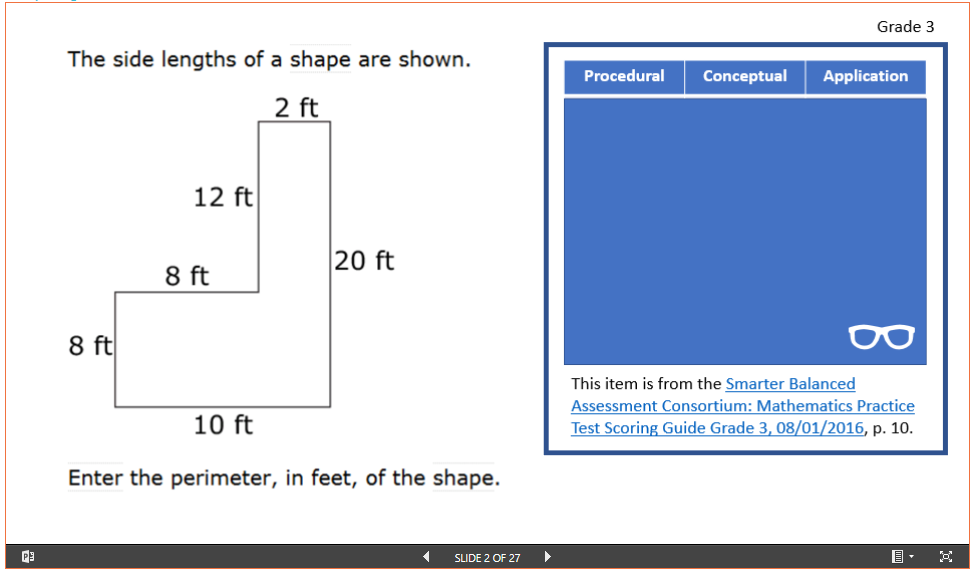 Grade 3
The side lengths of a shape are shown.
2 ft
12 ft
20 ft
8 ft
8 ft
10 ft
Enter the perimeter, in feet, of the shape.
Procedural Conceptual Application
This item is from the Smarter Balanced
Assessment Consortium: Mathematics Practice
Test Scoring Guide Grade 3, 08/01/2016, p. 10.
SLIDE 2 OF 27